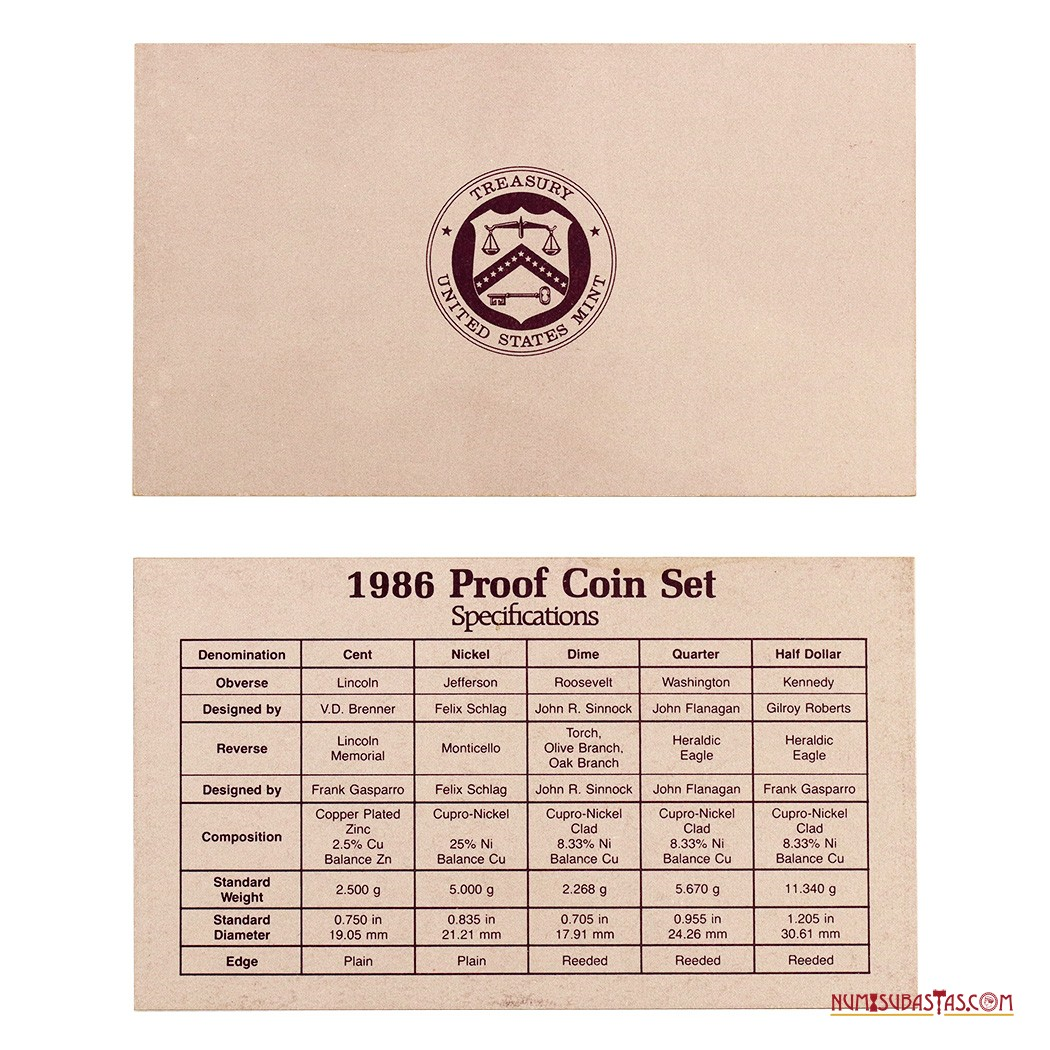 TREASURY
UNITED STATES MINT
1986 Proof Coin Set
Specifications
Denomination Cent Nickel Dime Quarter Half Dollar
Obverse Lincoln Jefferson Roosevelt Washington Kennedy
Designed by V.D. Brenner Felix Schlag John R. Sinnock John Flanagan Gilroy Roberts
Reverse Lincoln Memorial Monticello Torch, Olive Branch, Oak Branch Heraldic Eagle Heraldic Eagle
Designed by Frank Gasparro Felix Schlag John R. Sinnock John Flanagan Frank Gasparro
Composition Copper Plated Zinc 2.5% Cu Balance Zn Cupro-Nickel 25% Ni Balance Cu Cupro-Nickel Clad 8.33% Ni Balance Cu Cupro-Nickel Clad 8.33% Ni Balance Cu Cupro-Nickel Clad 8.33% Ni Balance Cu
Standard Weight 2.500 g 5.000 g 2.268 g 5.670 g 11.340 g
Standard Diameter 0.750 in 19.05 mm 0.835 in 21.21 mm 0.705 in 17.91 mm 0.955 in 24.26 mm 1.205 in 30.61 mm
Edge Plain Plain Reeded Reeded Reeded
NUMISUBASTAS.COM